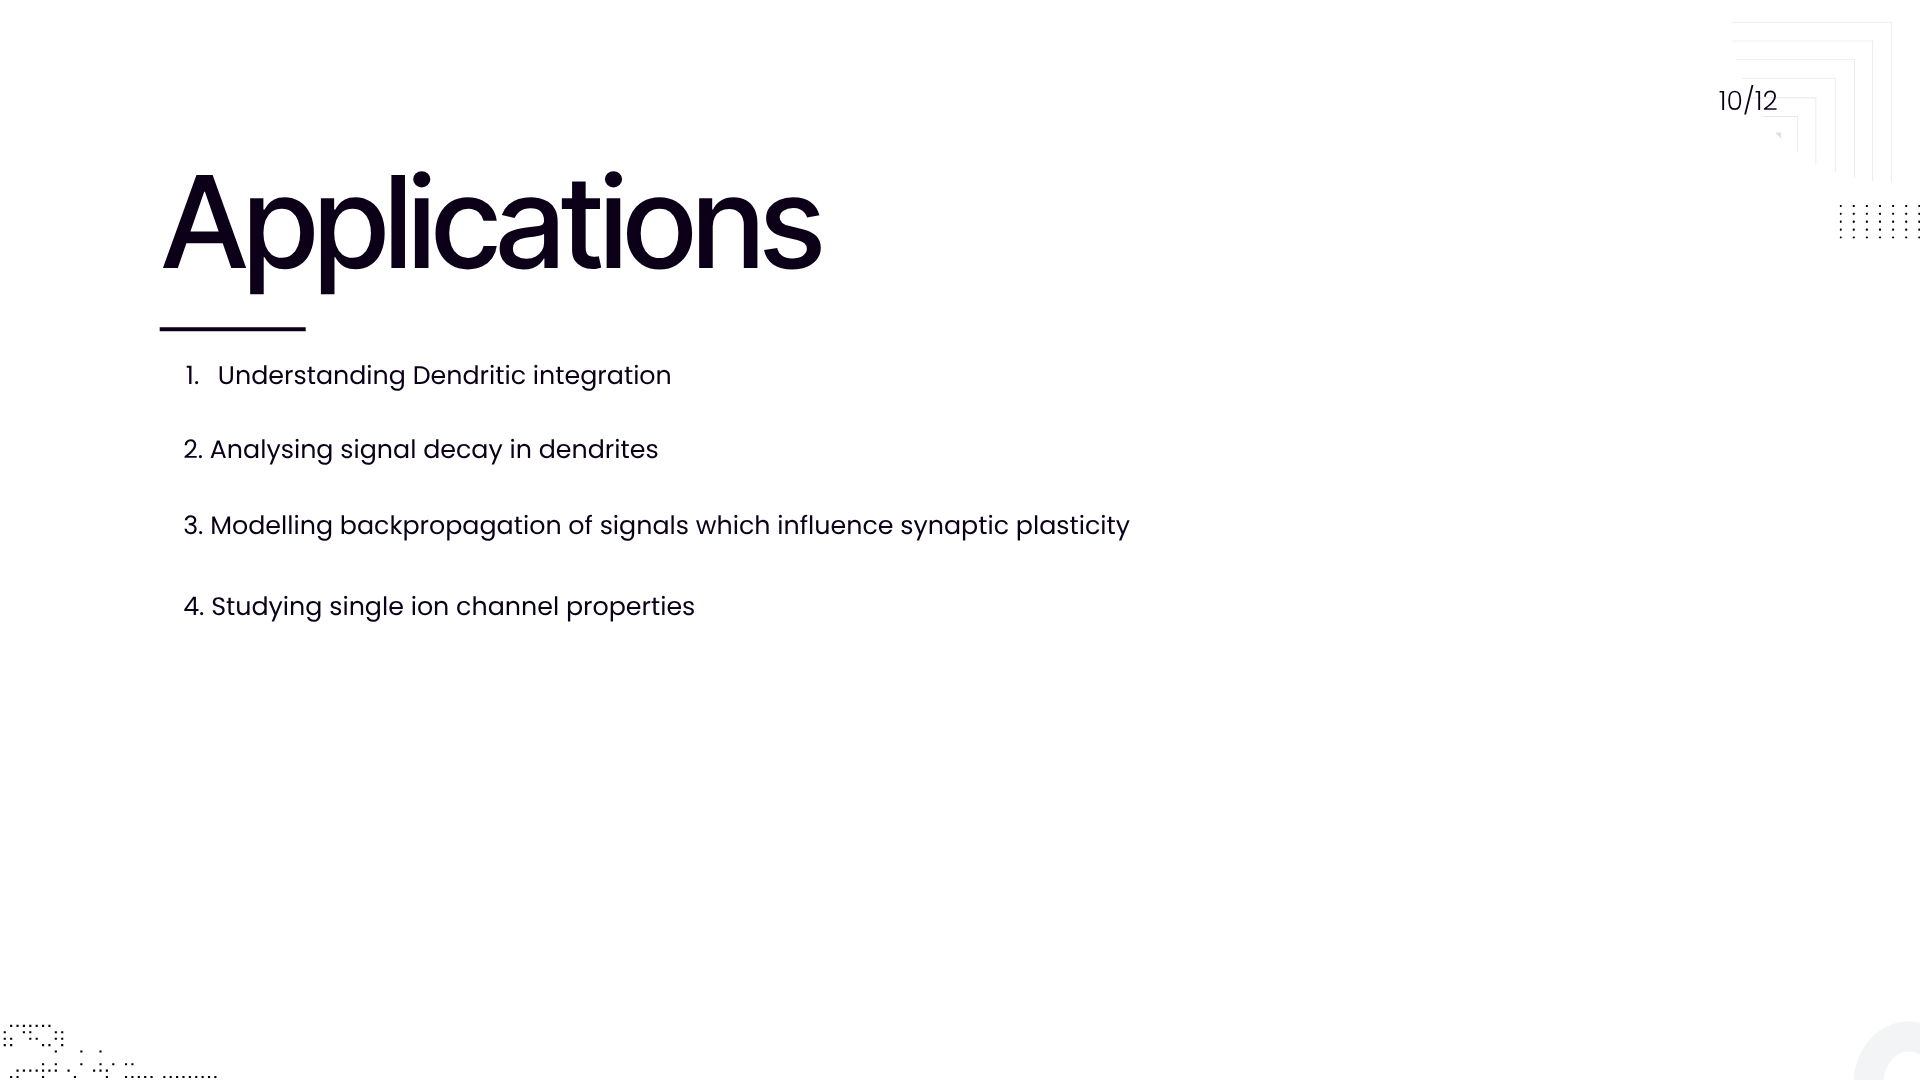 10/12
Applications
1. Understanding Dendritic integration
2. Analysing signal decay in dendrites
3. Modelling backpropagation of signals which influence synaptic plasticity
4. Studying single ion channel properties